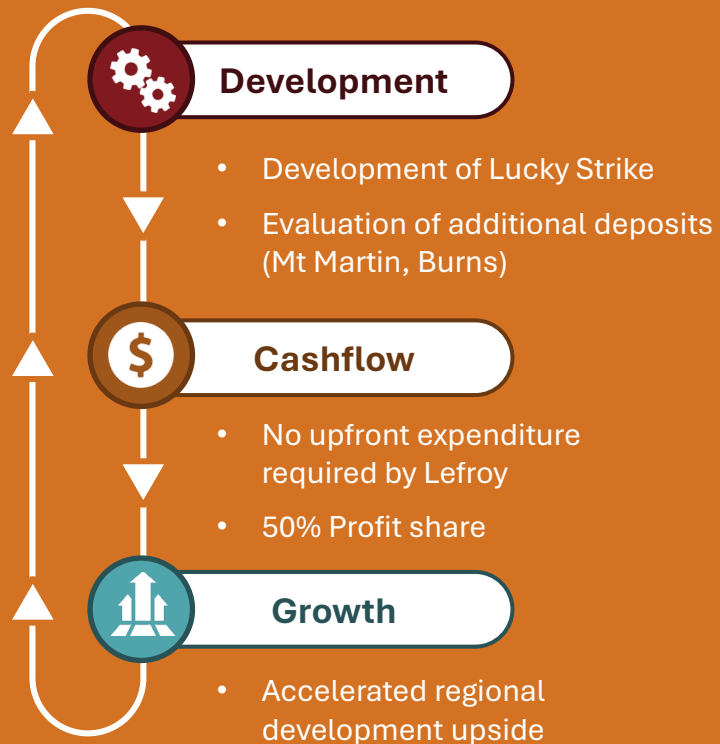 Development
• Development of Lucky Strike
• Evaluation of additional deposits
(Mt Martin, Burns)
$
Cashflow
• No upfront expenditure
required by Lefroy
• 50% Profit share
Growth
• Accelerated regional
development upside